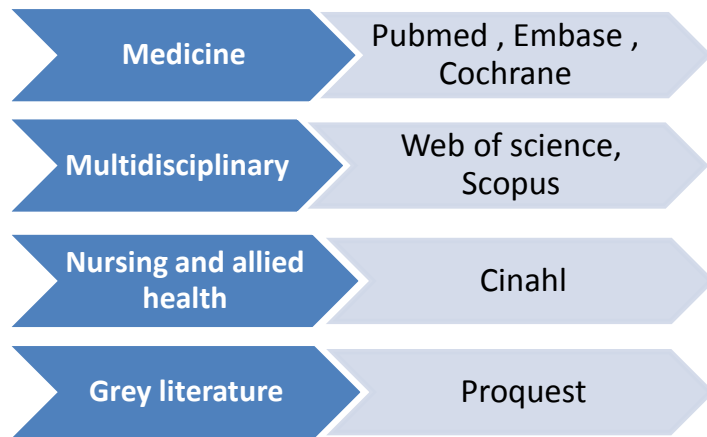 Medicine
Pubmed , Embase ,
Cochrane
Multidisciplinary
Web of science,
Scopus
Nursing and allied
health
Cinahl
Grey literature
Proquest